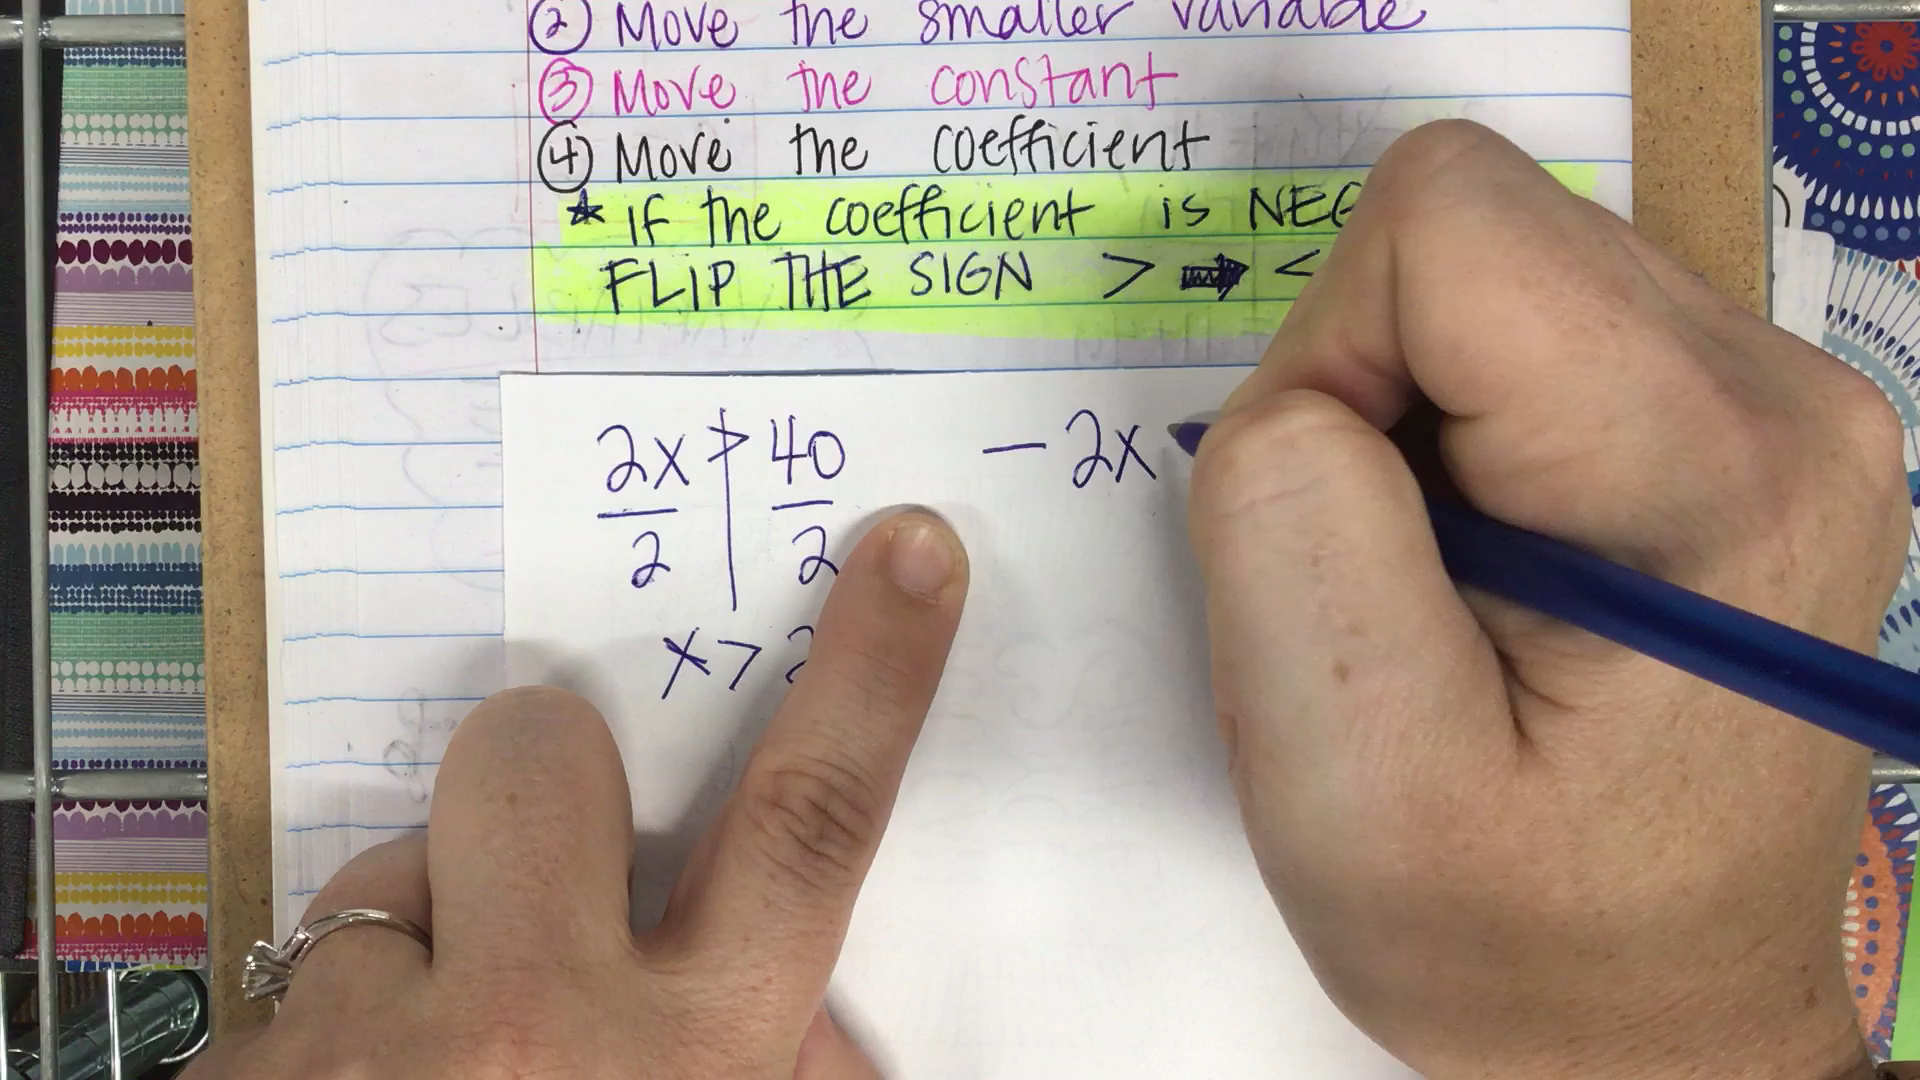 ② Move the smaller variable
③ Move the constant
④ Move the coefficient
* IF the coefficient is NEG
FLIP THE SIGN > ➡ <
2x > 40
2 2
x > 2
- 2x